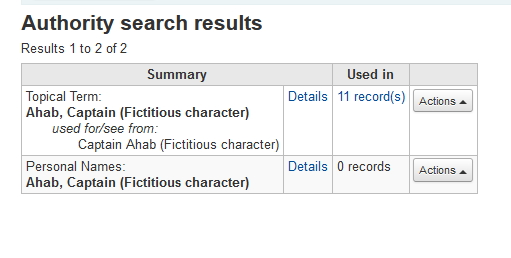 Authority search results
Results 1 to 2 of 2
Summary Used in
Topical Term: Details 11 record(s) Actions
Ahab, Captain (Fictitious character)
used for/see from:
Captain Ahab (Fictitious character)
Personal Names: Details 0 records Actions
Ahab, Captain (Fictitious character)